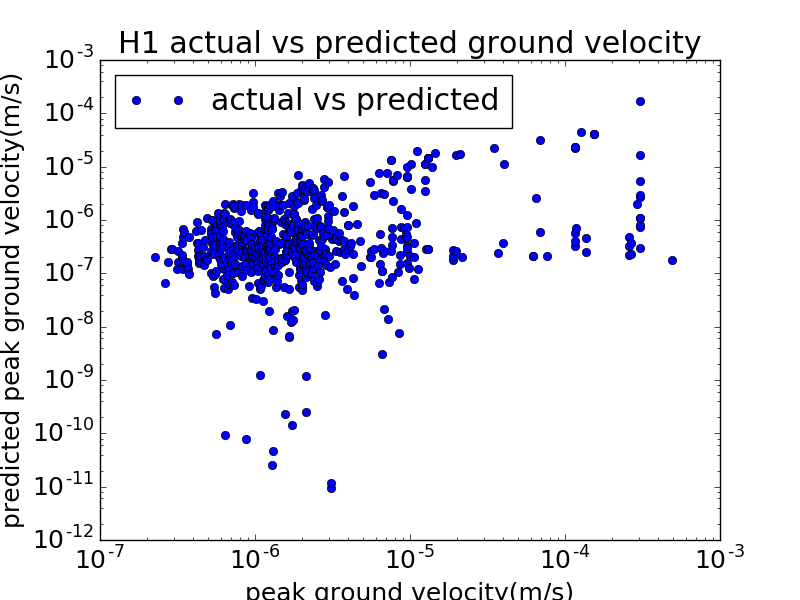 H1 actual vs predicted ground velocity
actual vs predicted
predicted peak ground velocity(m/s)
10^-3
10^-4
10^-5
10^-6
10^-7
10^-8
10^-9
10^-10
10^-11
10^-12
10^-7 10^-6 10^-5 10^-4 10^-3
peak ground velocity(m/s)